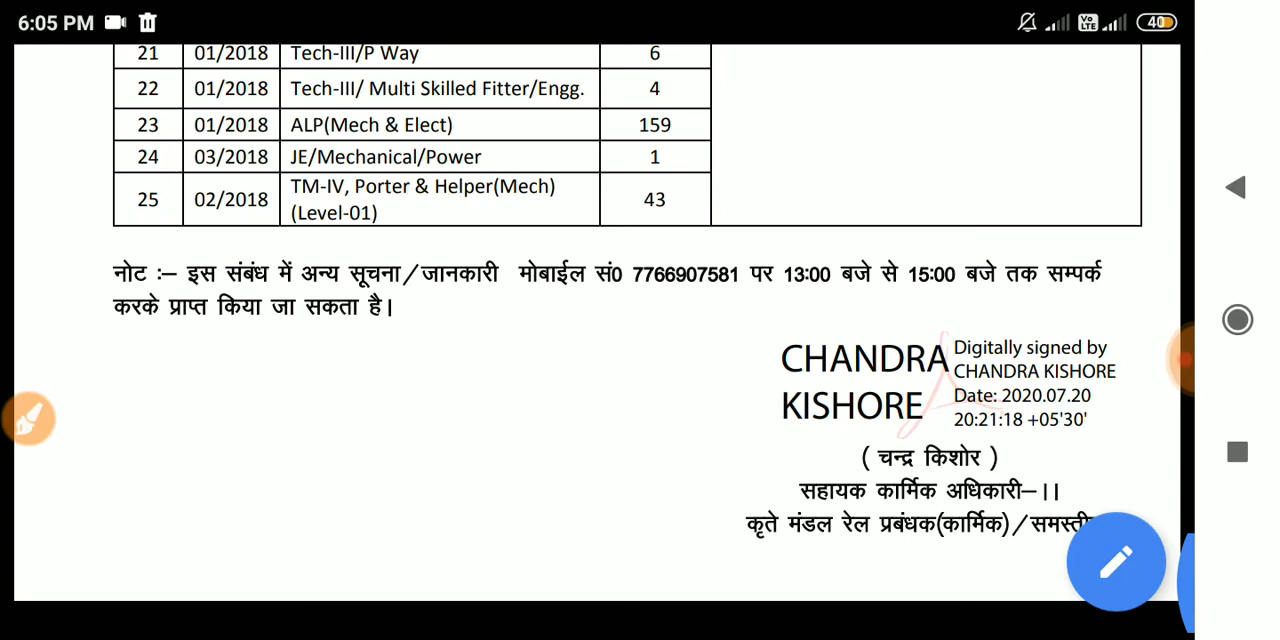 6:05 PM
Vo LTE
40
21 01/2018 Tech-III/P Way 6
22 01/2018 Tech-III/ Multi Skilled Fitter/Engg. 4
23 01/2018 ALP(Mech & Elect) 159
24 03/2018 JE/Mechanical/Power 1
25 02/2018 TM-IV, Porter & Helper(Mech) (Level-01) 43
नोट :– इस संबंध में अन्य सूचना/जानकारी मोबाईल सं0 7766907581 पर 13:00 बजे से 15:00 बजे तक सम्पर्क
करके प्राप्त किया जा सकता है।
CHANDRA
KISHORE
Digitally signed by
CHANDRA KISHORE
Date: 2020.07.20
20:21:18 +05'30'
( चन्द्र किशोर )
सहायक कार्मिक अधिकारी–।।
कृते मंडल रेल प्रबंधक(कार्मिक)/